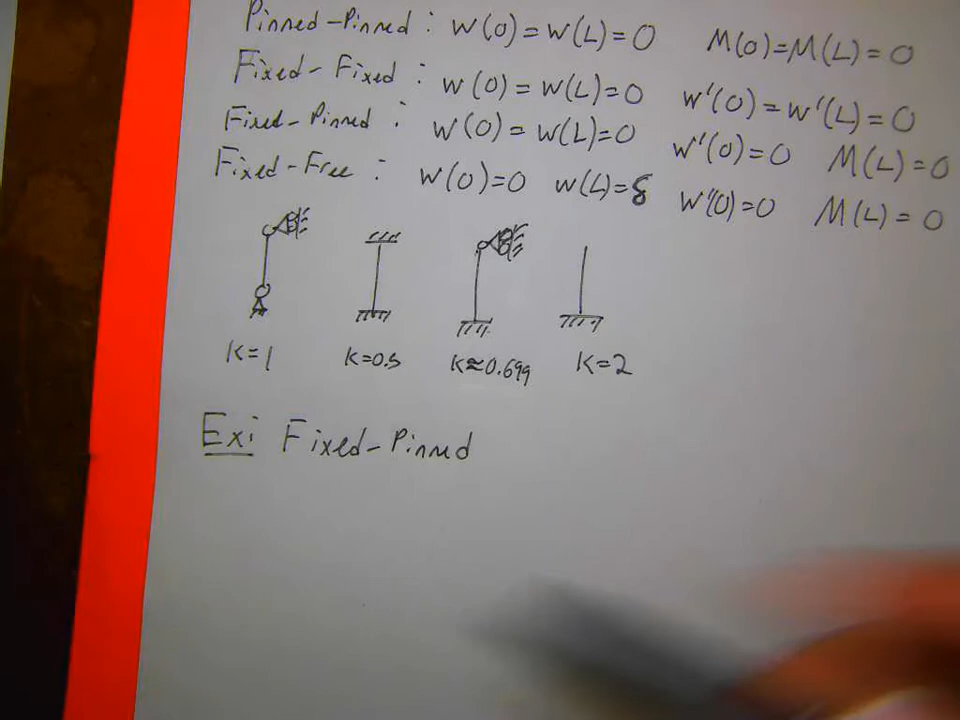 Pinned-Pinned: w(0)=w(L)=0 M(0)=M(L)=0
Fixed-Fixed: w(0)=w(L)=0 w'(0)=w'(L)=0
Fixed-Pinned: w(0)=w(L)=0 w'(0)=0 M(L)=0
Fixed-Free: w(0)=0 w(L)=δ w'(0)=0 M(L)=0
K=1 K=0.5 K≈0.699 K=2
Ex: Fixed-Pinned